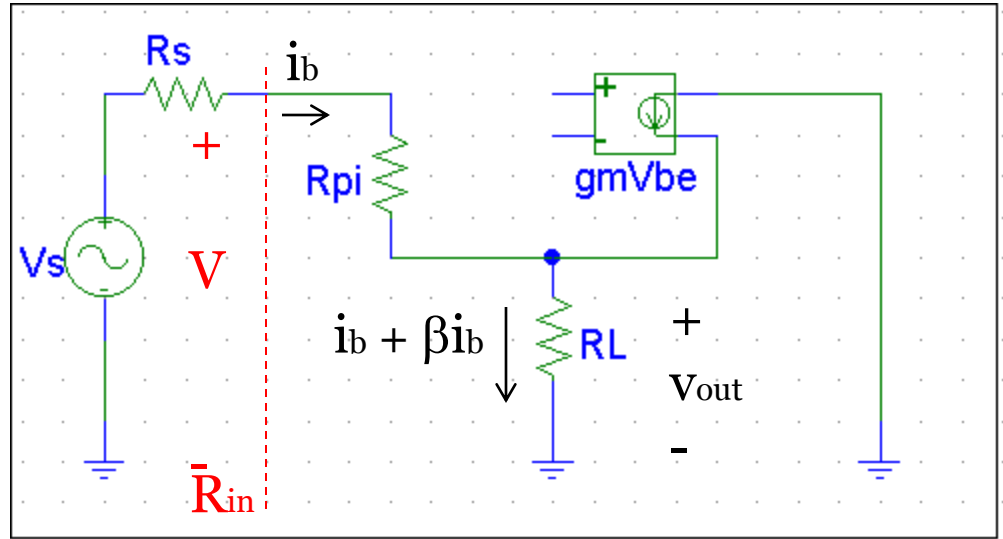 Rs
ib
+
+
-
Rpi
gmVbe
+
Vs
-
V
ib + βib
RL
+
vout
-
-
Rin